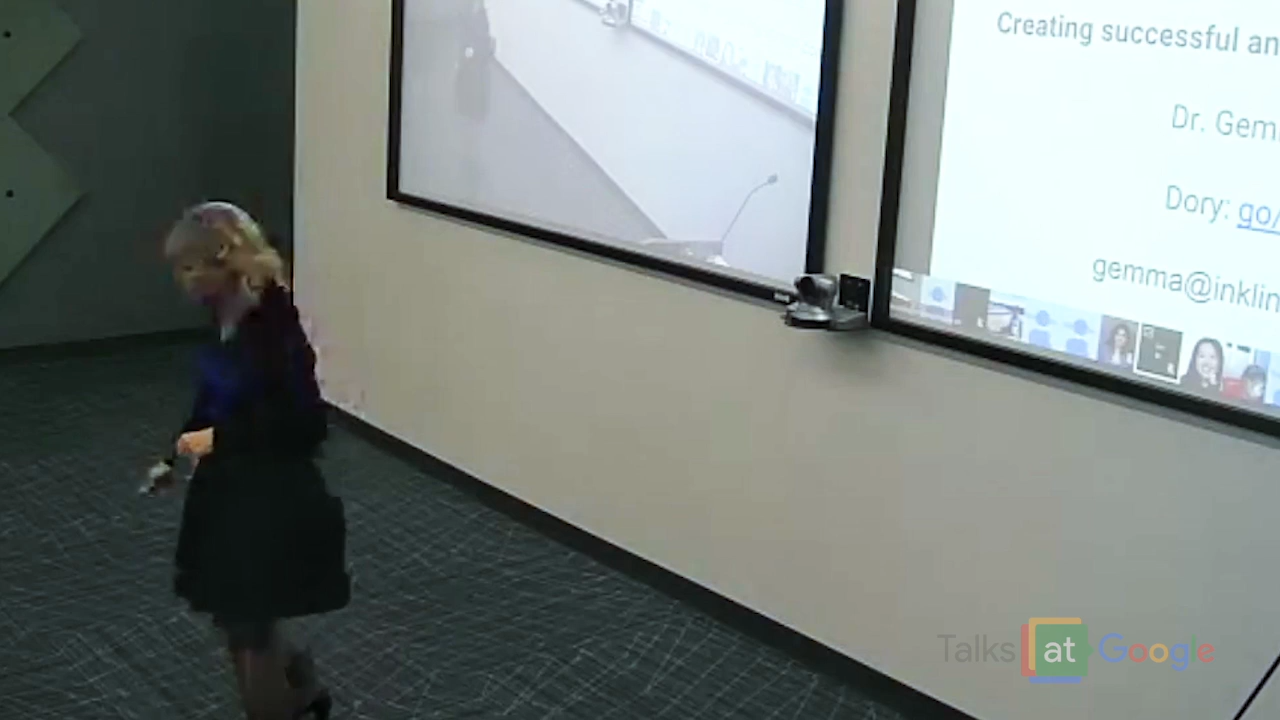 Creating successful an
Dr. Gem
Dory: go/
gemma@inklin
Talks at Google